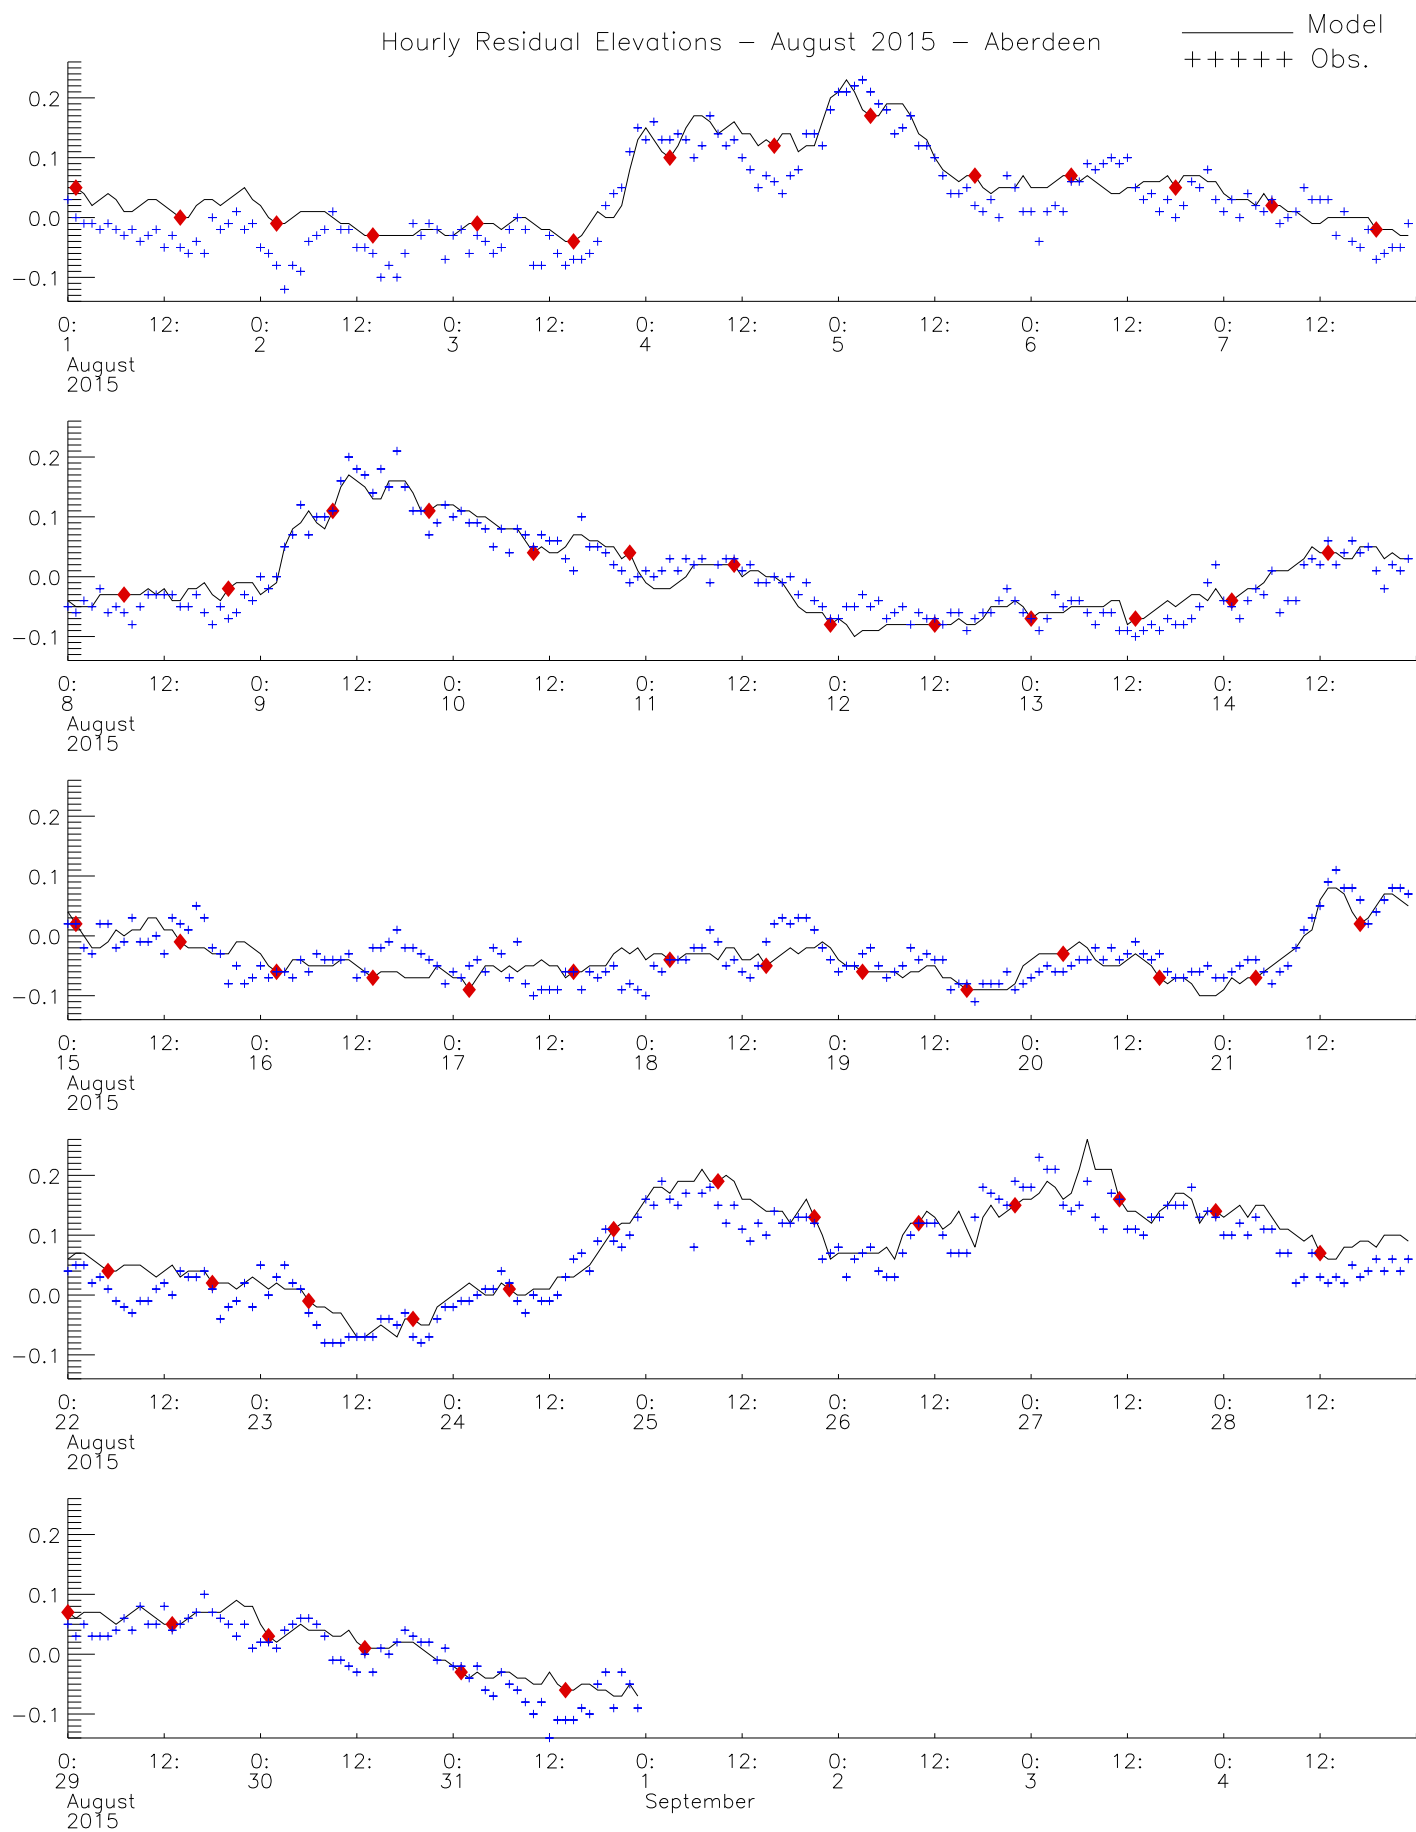 Hourly Residual Elevations – August 2015 – Aberdeen
Model
+++++ Obs.
0.2
0.1
0.0
−0.1
0: 12: 0: 12: 0: 12: 0: 12: 0: 12: 0: 12: 0: 12:
1 2 3 4 5 6 7
August
2015
0.2
0.1
0.0
−0.1
0: 12: 0: 12: 0: 12: 0: 12: 0: 12: 0: 12: 0: 12:
8 9 10 11 12 13 14
August
2015
0.2
0.1
0.0
−0.1
0: 12: 0: 12: 0: 12: 0: 12: 0: 12: 0: 12: 0: 12:
15 16 17 18 19 20 21
August
2015
0.2
0.1
0.0
−0.1
0: 12: 0: 12: 0: 12: 0: 12: 0: 12: 0: 12: 0: 12:
22 23 24 25 26 27 28
August
2015
0.2
0.1
0.0
−0.1
0: 12: 0: 12: 0: 12: 0: 12: 0: 12: 0: 12: 0: 12:
29 30 31 1 2 3 4
August September
2015